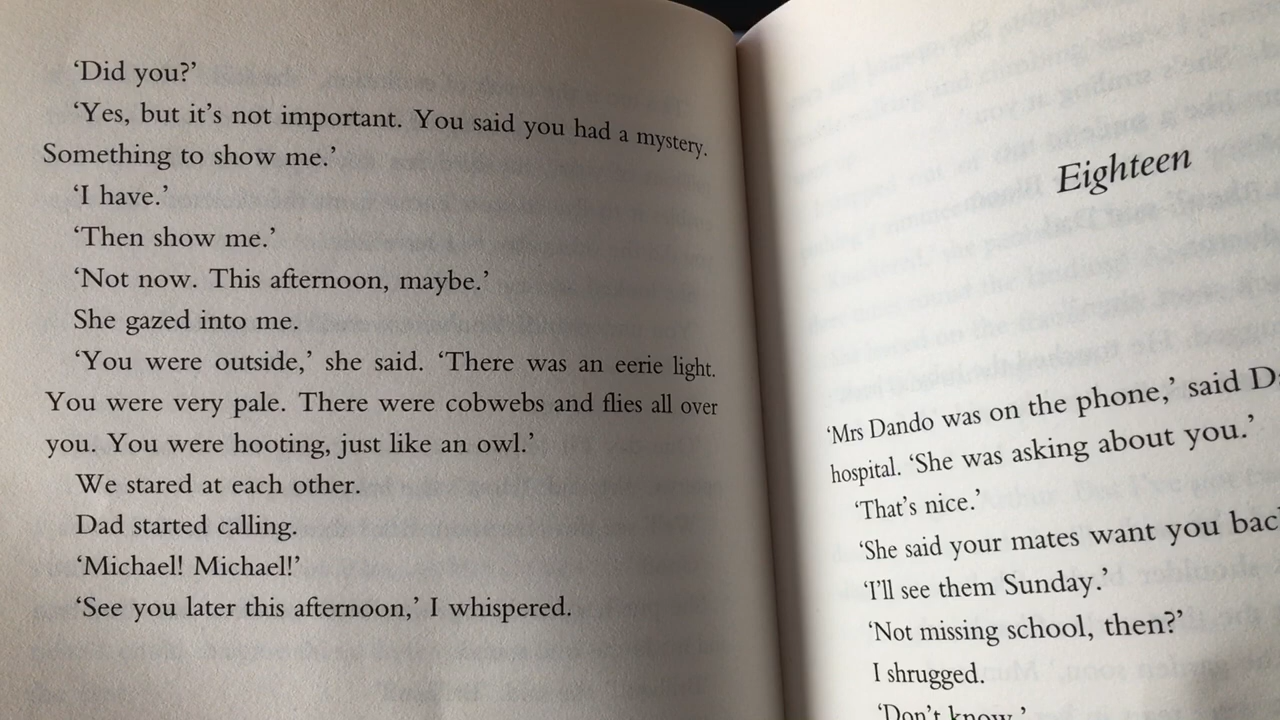 ‘Did you?’
‘Yes, but it’s not important. You said you had a mystery.
Something to show me.’
‘I have.’
‘Then show me.’
‘Not now. This afternoon, maybe.’
She gazed into me.
‘You were outside,’ she said. ‘There was an eerie light.
You were very pale. There were cobwebs and flies all over
you. You were hooting, just like an owl.’
We stared at each other.
Dad started calling.
‘Michael! Michael!’
‘See you later this afternoon,’ I whispered.
Eighteen
‘Mrs Dando was on the phone,’ said
hospital. ‘She was asking about you.’
‘That’s nice.’
‘She said your mates want you
‘I’ll see them Sunday.’
‘Not missing school, then?’
I shrugged.
‘Don’t know.’